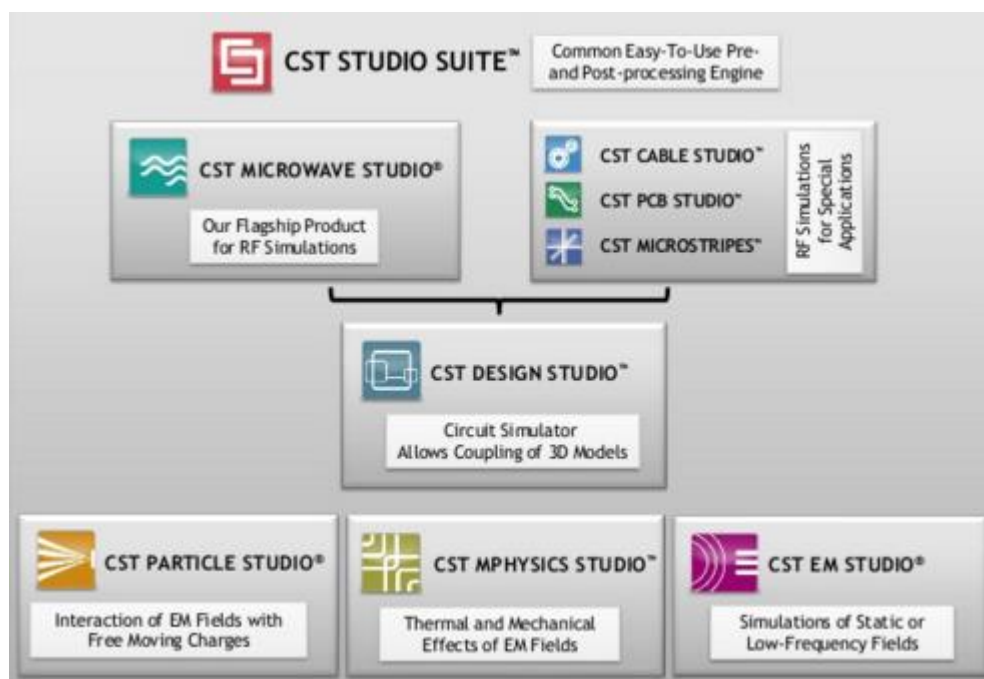 CST STUDIO SUITE™
Common Easy-To-Use Pre-
and Post-processing Engine
CST MICROWAVE STUDIO®
Our Flagship Product
for RF Simulations
CST CABLE STUDIO™
CST PCB STUDIO™
CST MICROSTRIPES™
RF Simulations
for Special
Applications
CST DESIGN STUDIO™
Circuit Simulator
Allows Coupling of 3D Models
CST PARTICLE STUDIO®
Interaction of EM Fields with
Free Moving Charges
CST MPHYSICS STUDIO™
Thermal and Mechanical
Effects of EM Fields
CST EM STUDIO®
Simulations of Static or
Low-Frequency Fields